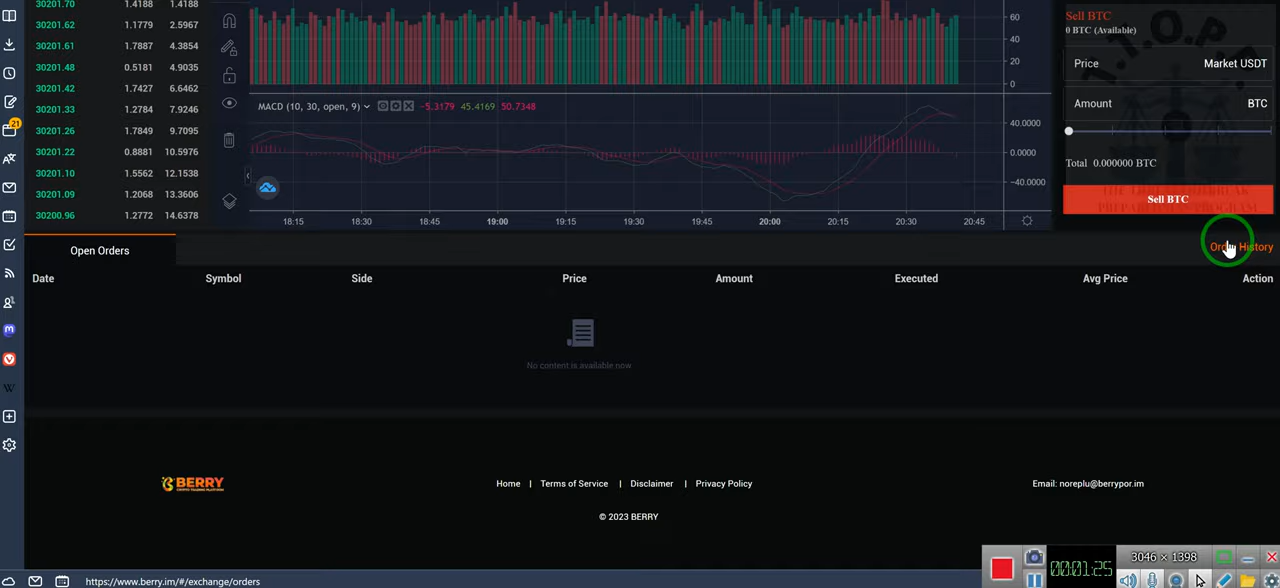 30201.70 1.4188 1.4188
30201.62 1.1779 2.5967
30201.61 1.7887 4.3854
30201.48 0.5181 4.9035
30201.42 1.7427 6.6462
30201.33 1.2784 7.9246
30201.26 1.7849 9.7095
30201.22 0.8881 10.5976
30201.10 1.5562 12.1538
30201.09 1.2068 13.3606
30200.96 1.2772 14.6378
21
60
40
20
0
MACD (10, 30, open, 9) -5.3179 45.4169 50.7348
40.0000
0.0000
-40.0000
18:15 18:30 18:45 19:00 19:15 19:30 19:45 20:00 20:15 20:30 20:45
Sell BTC
0 BTC (Available)
T.T.O.P.P
Price Market USDT
Amount BTC
Total 0.000000 BTC
Sell BTC
PREPARATION PROGRAM
Open Orders
Order History
Date Symbol Side Price Amount Executed Avg Price Action
No content is available now
BERRY
Home | Terms of Service | Disclaimer | Privacy Policy
Email: noreplu@berrypor.im
© 2023 BERRY
00:01:25
3046 × 1398
https://www.berry.im/#/exchange/orders